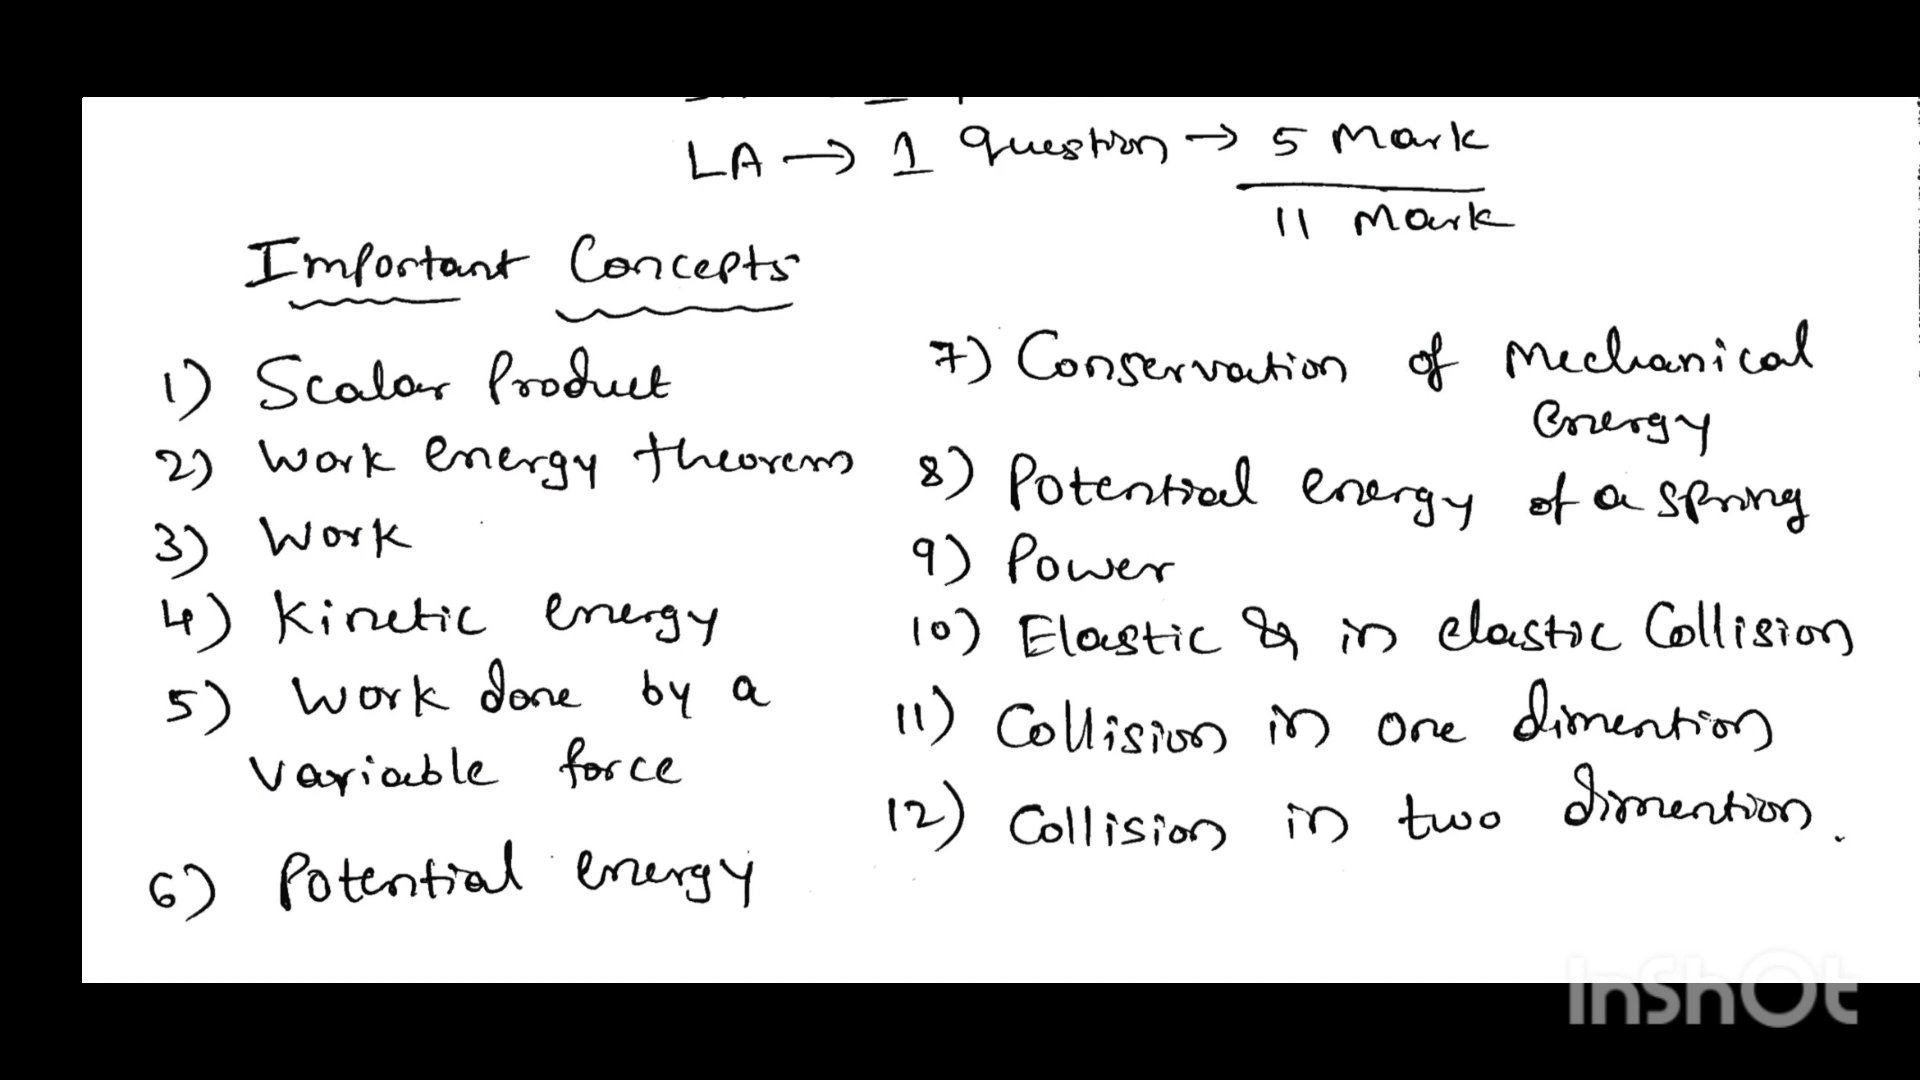 LA → 1 question → 5 Mark
11 Mark
Important Concepts
1) Scalar Product
2) Work energy theorem
3) Work
4) Kinetic energy
5) Work done by a
variable force
6) Potential energy
7) Conservation of Mechanical
energy
8) Potential energy of a spring
9) Power
10) Elastic & in elastic Collision
11) Collision in one dimention
12) Collision in two dimention.
InShOt